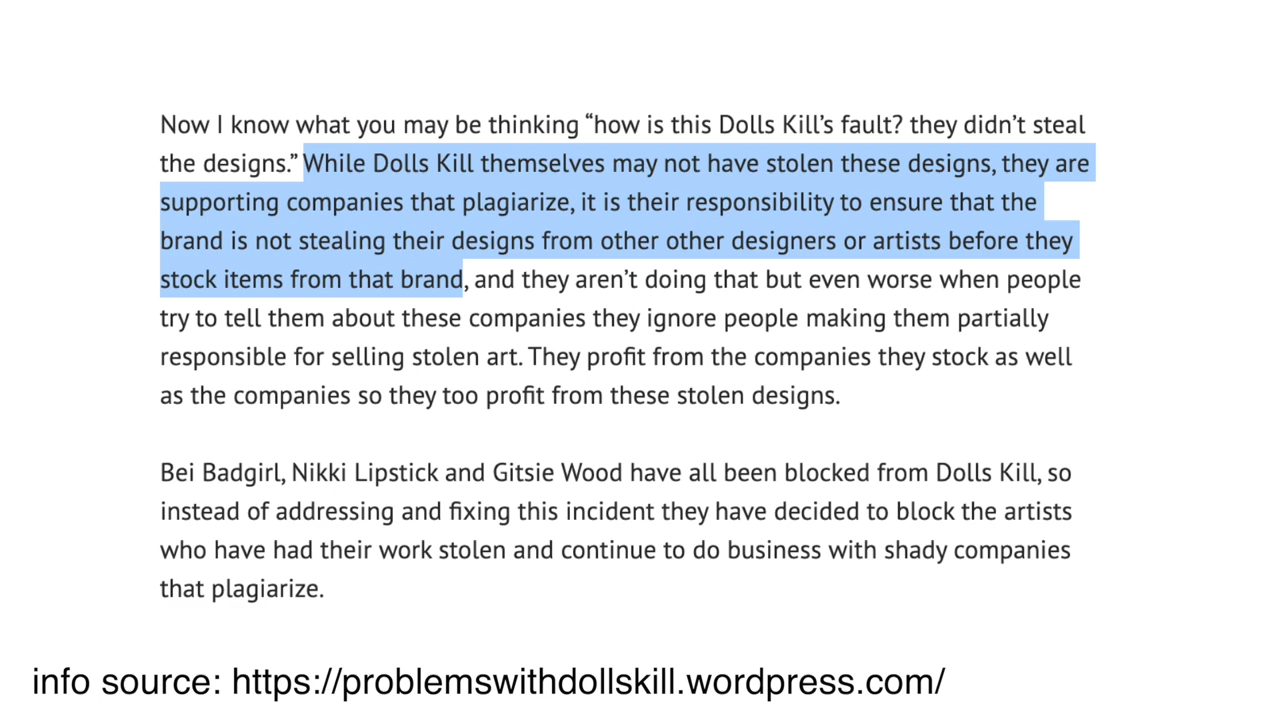 Now I know what you may be thinking “how is this Dolls Kill’s fault? they didn’t steal
the designs.” While Dolls Kill themselves may not have stolen these designs, they are
supporting companies that plagiarize, it is their responsibility to ensure that the
brand is not stealing their designs from other other designers or artists before they
stock items from that brand, and they aren’t doing that but even worse when people
try to tell them about these companies they ignore people making them partially
responsible for selling stolen art. They profit from the companies they stock as well
as the companies so they too profit from these stolen designs.
Bei Badgirl, Nikki Lipstick and Gitsie Wood have all been blocked from Dolls Kill, so
instead of addressing and fixing this incident they have decided to block the artists
who have had their work stolen and continue to do business with shady companies
that plagiarize.
info source: https://problemswithdollskill.wordpress.com/